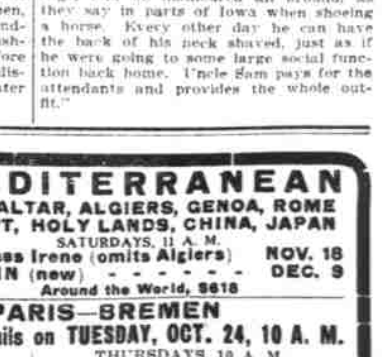 they say in parts of Iowa when shoeing
a horse. Every other day he can have
the back of his neck shaved, just as if
he were going to some large social func-
tion back home. Uncle Sam pays for the
attendants and provides the whole out-
fit."
DITERRANEAN
ALTAR, ALGIERS, GENOA, ROME
T, HOLY LANDS, CHINA, JAPAN
SATURDAYS, 11 A. M.
ss Irene (omits Algiers) NOV. 18
IN (new) - - - - - - DEC. 9
Around the World, $618
PARIS—BREMEN
ils on TUESDAY, OCT. 24, 10 A. M.
THURSDAYS, 10 A. M.